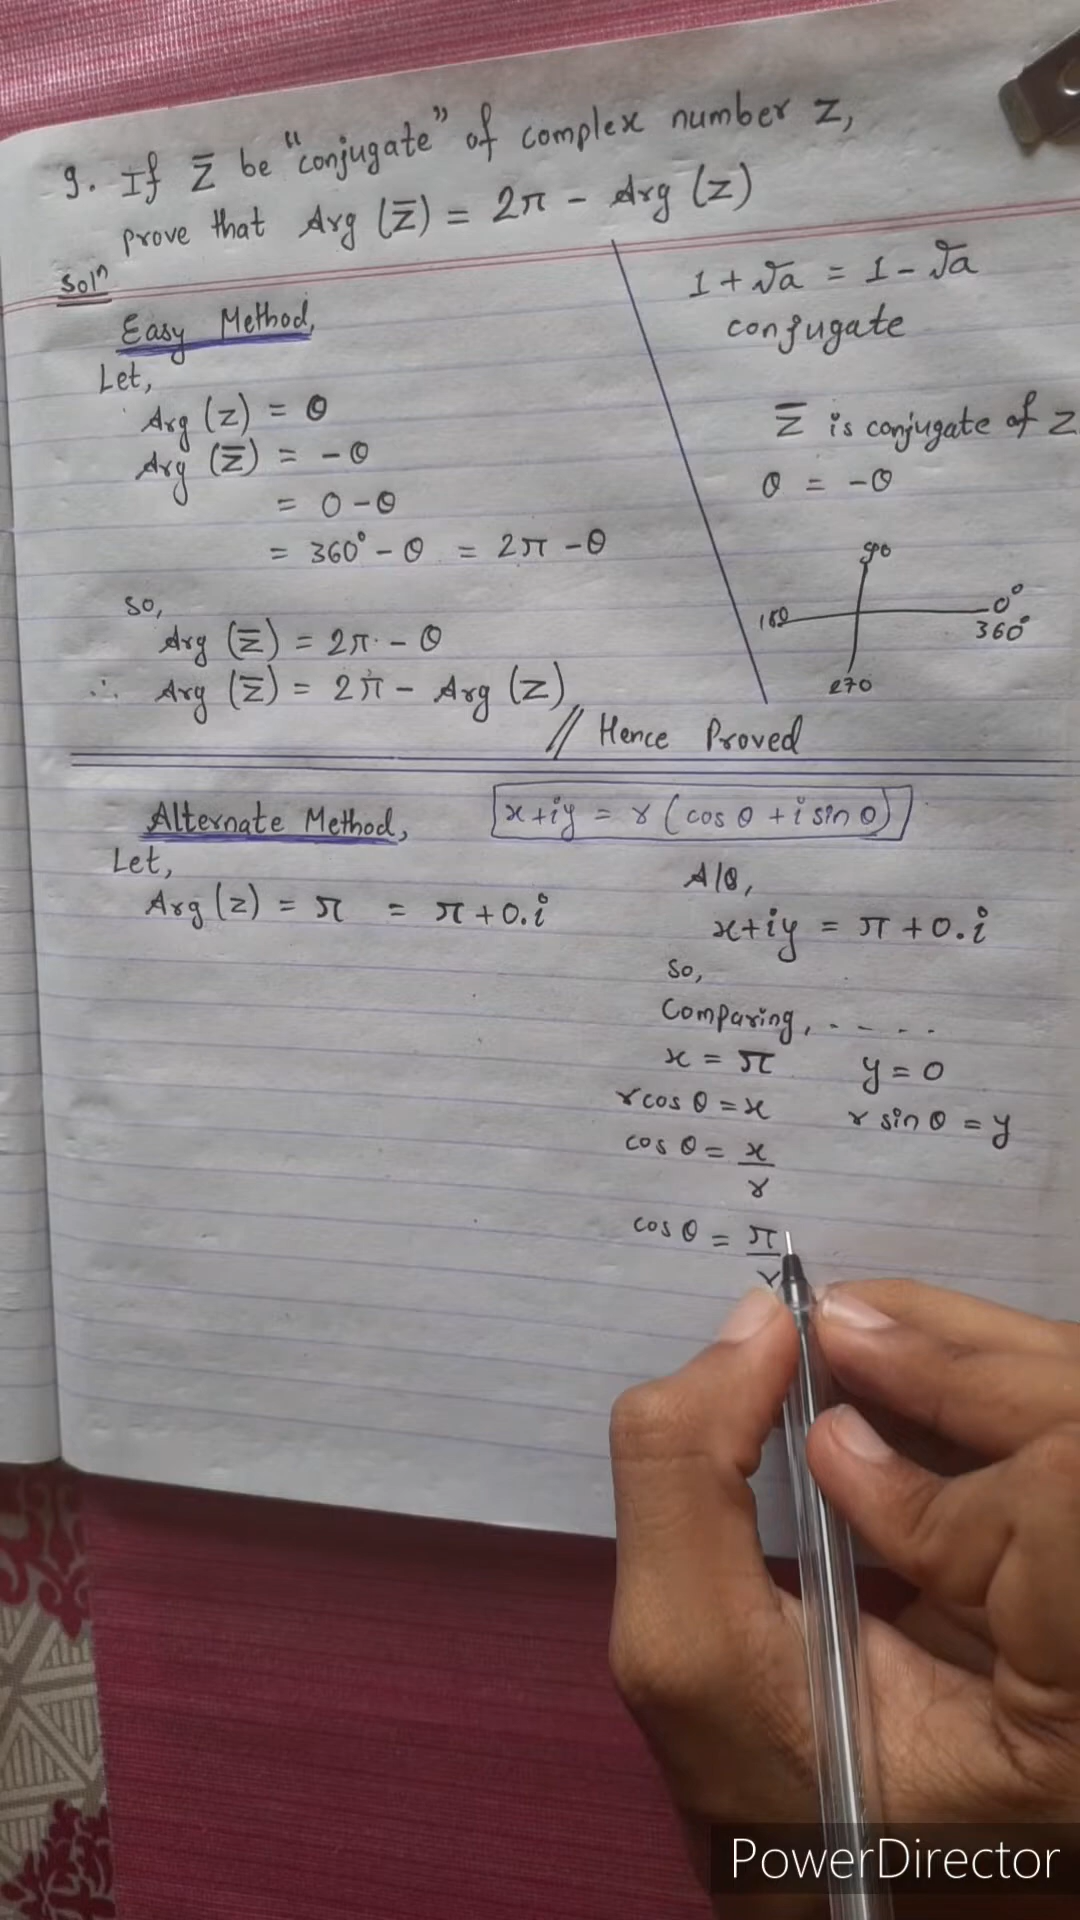 9. If z̅ be "conjugate" of complex number z,
prove that Arg (z̅) = 2π - Arg (z)
Solⁿ
Easy Method,
Let,
Arg (z) = θ
Arg (z̅) = -θ
= 0-θ
= 360° - θ = 2π - θ
so,
Arg (z̅) = 2π - θ
∴ Arg (z̅) = 2π - Arg (z)
// Hence Proved
1 + √a = 1 - √a
conjugate
z̅ is conjugate of z
θ = -θ
90
180
0°
360°
270
Alternate Method,
x+iy = r (cos θ + i sin θ)
Let,
Arg (z) = π = π + 0.i
A/Q,
x+iy = π + 0.i
So,
Comparing, - - - - -
x = π y = 0
r cos θ = x r sin θ = y
cos θ = x/r
cos θ = π/r
PowerDirector